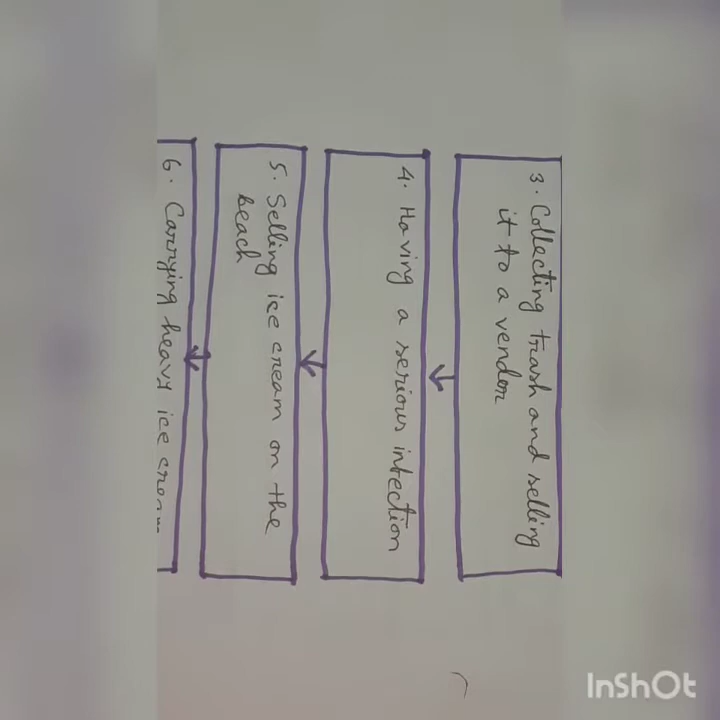 3. Collecting trash and selling
it to a vendor
4. Having a serious infection
5. Selling ice cream on the
beach
6. Carrying heavy ice cream
InShOt